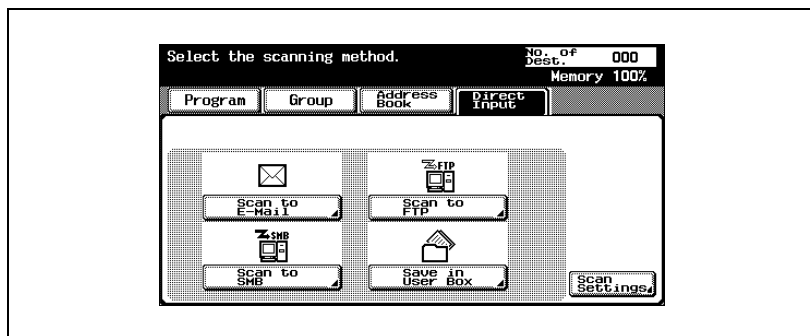 Select the scanning method.
No. of
Dest.
000
Memory 100%
Program
Group
Address
Book
Direct
Input
FTP
Scan to
E-Mail
Scan to
FTP
SMB
Scan to
SMB
Save in
User Box
Scan
Settings